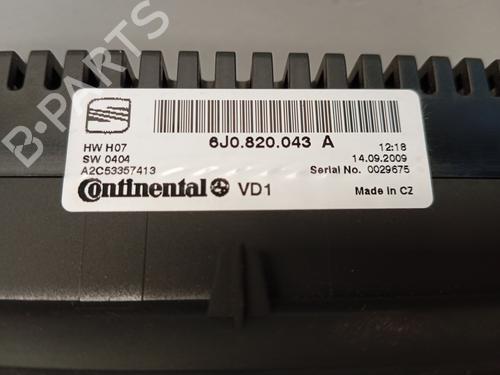 B-PARTS
6J0.820.043 A
HW H07
SW 0404
A2C53357413
12:18
14.09.2009
Serial No. 0029675
Continental VD1
Made in CZ